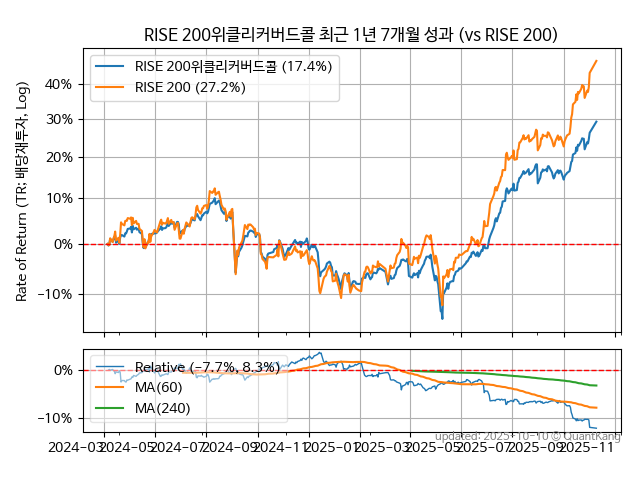 RISE 200위클리커버드콜 최근 1년 7개월 성과 (vs RISE 200)
Rate of Return (TR: 배당재투자, Log)
RISE 200위클리커버드콜 (17.4%)
RISE 200 (27.2%)
40%
30%
20%
10%
0%
−10%
Relative (−7.7%, 8.3%)
MA(60)
MA(240)
0%
−10%
updated: 2025-10-10 © QuantKang
2024−03 2024−05 2024−07 2024−09 2024−11 2025−01 2025−03 2025−05 2025−07 2025−09 2025−11